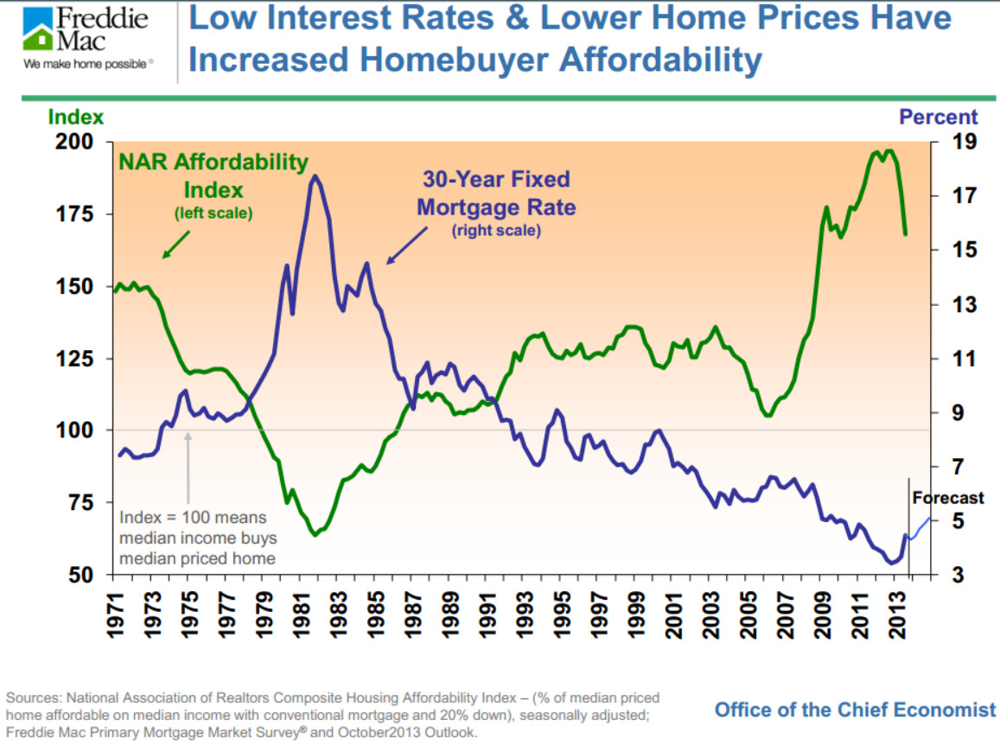 Freddie
Mac
We make home possible®
Low Interest Rates & Lower Home Prices Have
Increased Homebuyer Affordability
Index
Percent
200
175
150
125
100
75
50
NAR Affordability
Index
(left scale)
30-Year Fixed
Mortgage Rate
(right scale)
19
17
15
13
11
9
7
5
3
Forecast
Index = 100 means
median income buys
median priced home
1971
1973
1975
1977
1979
1981
1983
1985
1987
1989
1991
1993
1995
1997
1999
2001
2003
2005
2007
2009
2011
2013
Sources: National Association of Realtors Composite Housing Affordability Index – (% of median priced
home affordable on median income with conventional mortgage and 20% down), seasonally adjusted;
Freddie Mac Primary Mortgage Market Survey® and October2013 Outlook.
Office of the Chief Economist